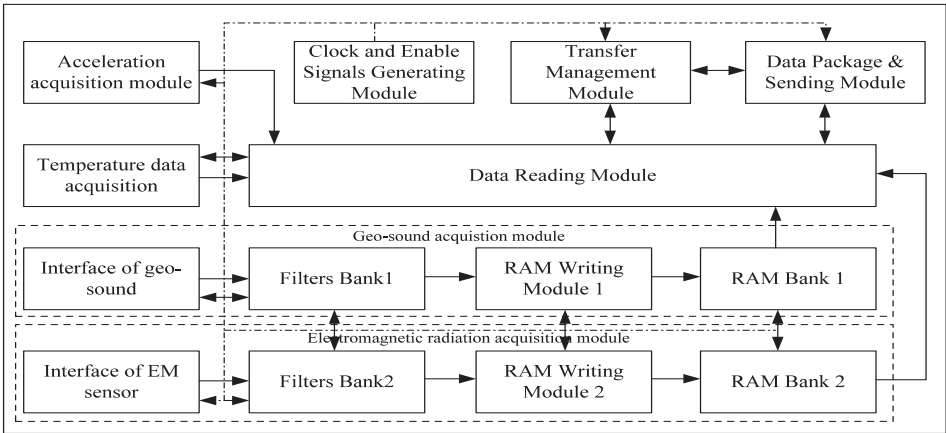 Acceleration
acquisition module
Clock and Enable
Signals Generating
Module
Transfer
Management
Module
Data Package &
Sending Module
Temperature data
acquisition
Data Reading Module
Geo-sound acquistion module
Interface of geo-
sound
Filters Bank1
RAM Writing
Module 1
RAM Bank 1
Electromagnetic radiation acquisition module
Interface of EM
sensor
Filters Bank2
RAM Writing
Module 2
RAM Bank 2